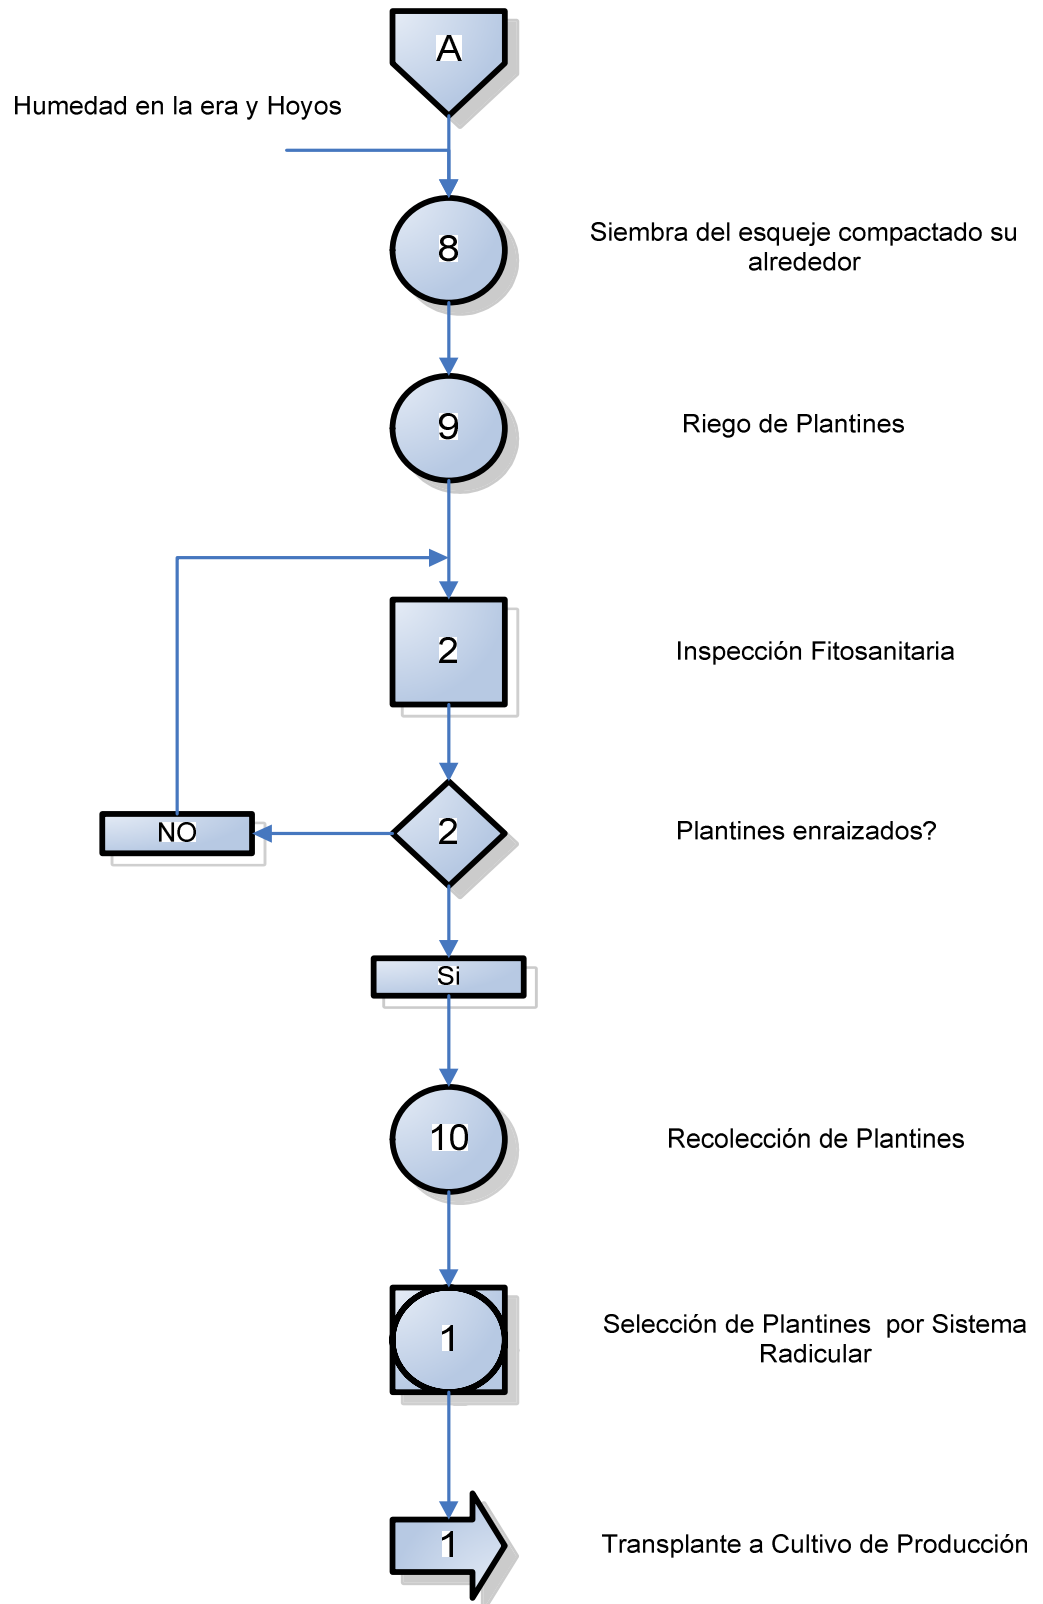 A
Humedad en la era y Hoyos
8
Siembra del esqueje compactado su
alrededor
9
Riego de Plantines
2
Inspección Fitosanitaria
NO
2
Plantines enraizados?
Si
10
Recolección de Plantines
1
Selección de Plantines  por Sistema
Radicular
1
Transplante a Cultivo de Producción